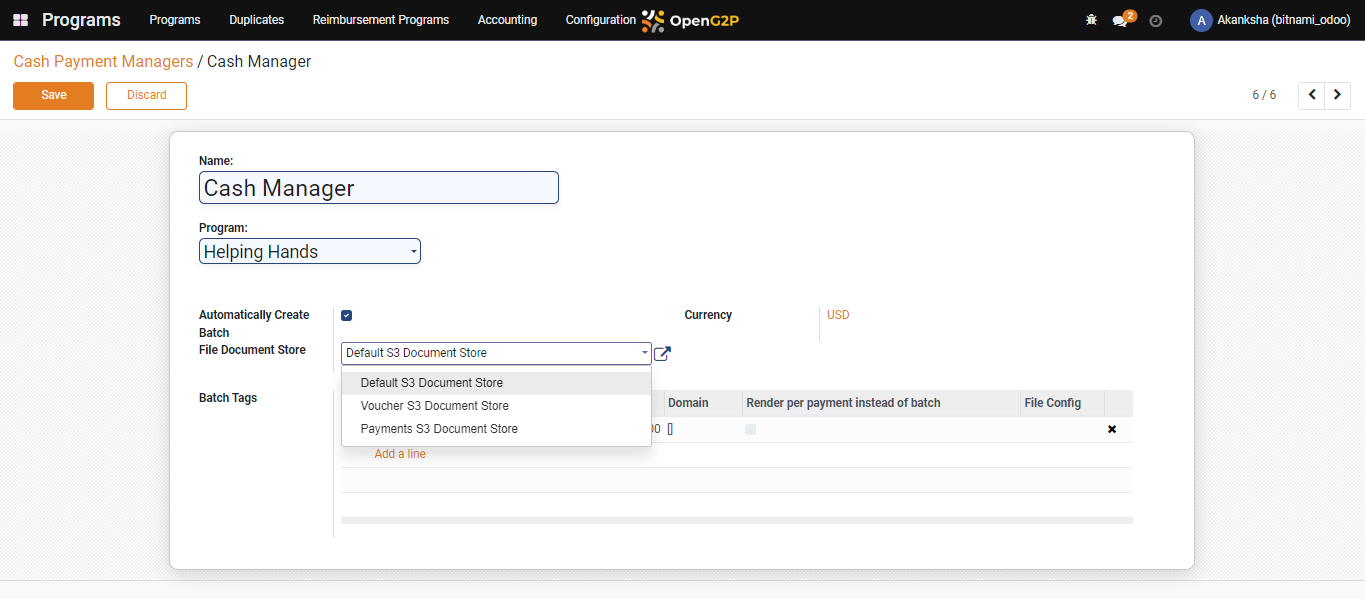 Programs Programs Duplicates Reimbursement Programs Accounting Configuration OpenG2P 2 A Akanksha (bitnami_odoo)
Cash Payment Managers / Cash Manager
Save Discard 6 / 6
Name:
Cash Manager
Program:
Helping Hands
Automatically Create Batch
Currency USD
File Document Store Default S3 Document Store
Default S3 Document Store
Voucher S3 Document Store
Payments S3 Document Store
Batch Tags Domain Render per payment instead of batch File Config
[]
Add a line